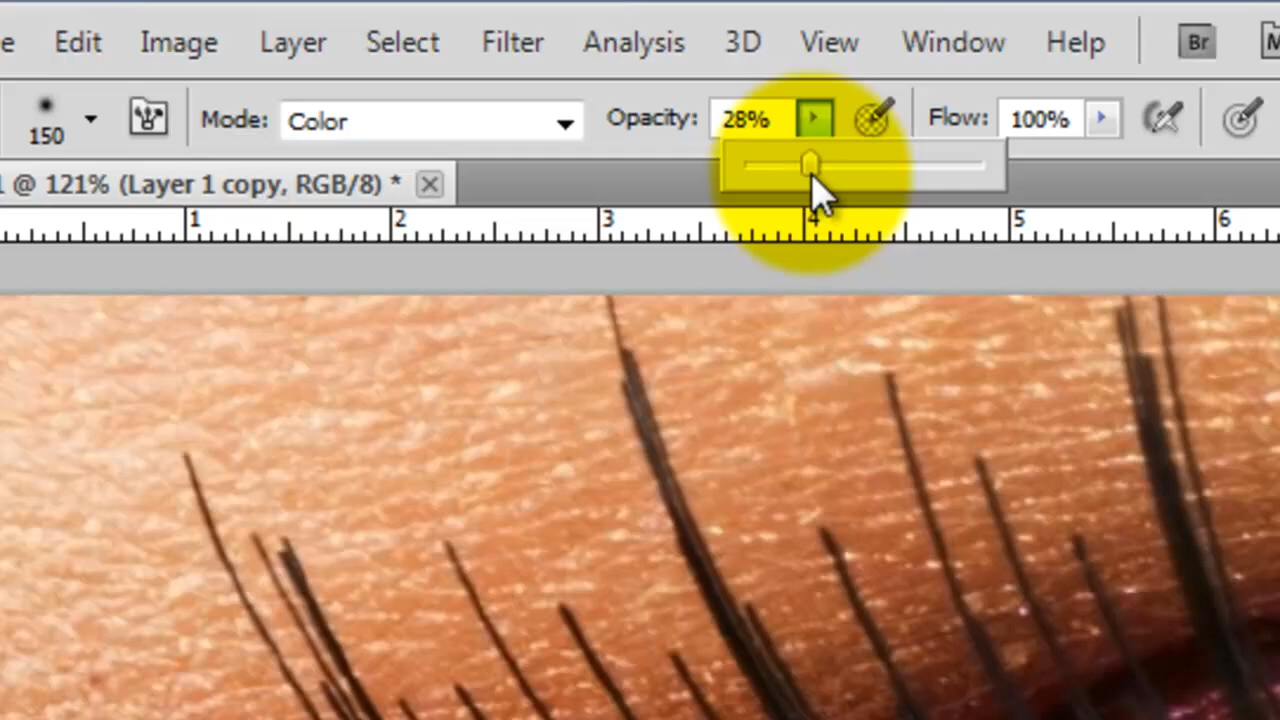 e Edit Image Layer Select Filter Analysis 3D View Window Help Br M
150 Mode: Color Opacity: 28% Flow: 100%
1 @ 121% (Layer 1 copy, RGB/8) *
1 2 3 4 5 6